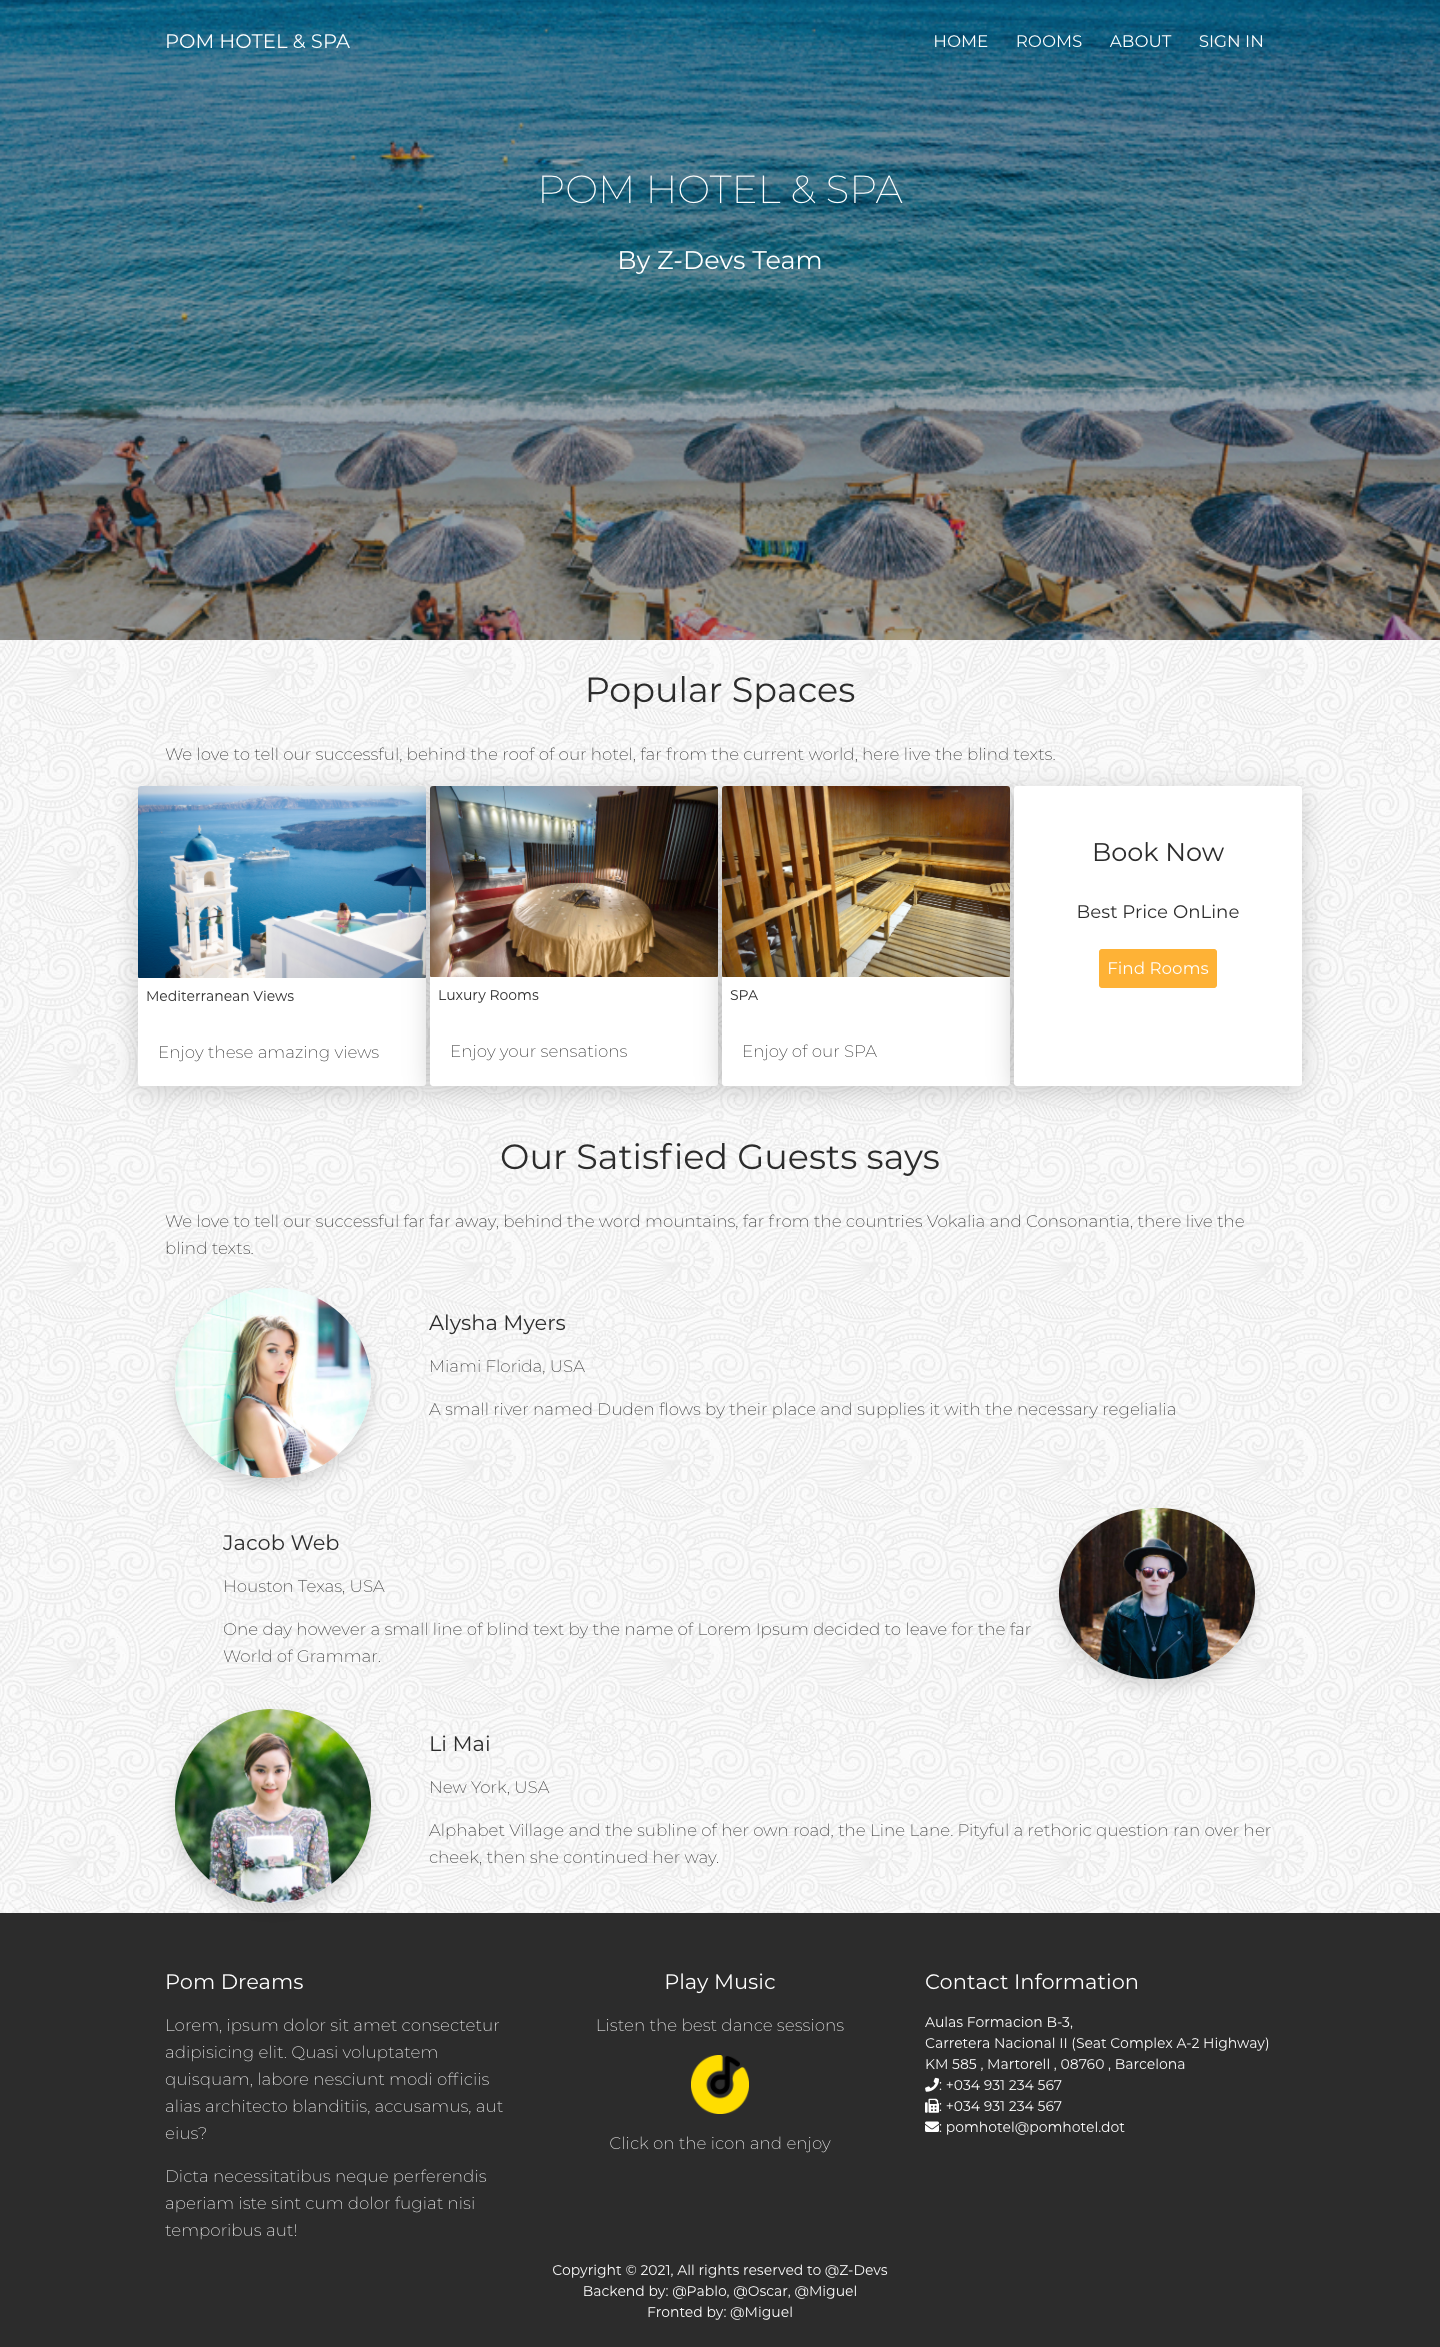 POM HOTEL & SPA
HOME ROOMS ABOUT SIGN IN
POM HOTEL & SPA
By Z-Devs Team
Popular Spaces
We love to tell our successful, behind the roof of our hotel, far from the current world, here live the blind texts.
Mediterranean Views
Enjoy these amazing views
Luxury Rooms
Enjoy your sensations
SPA
Enjoy of our SPA
Book Now
Best Price OnLine
Find Rooms
Our Satisfied Guests says
We love to tell our successful far far away, behind the word mountains, far from the countries Vokalia and Consonantia, there live the
blind texts.
Alysha Myers
Miami Florida, USA
A small river named Duden flows by their place and supplies it with the necessary regelialia
Jacob Web
Houston Texas, USA
One day however a small line of blind text by the name of Lorem Ipsum decided to leave for the far
World of Grammar.
Li Mai
New York, USA
Alphabet Village and the subline of her own road, the Line Lane. Pityful a rethoric question ran over her
cheek, then she continued her way.
Pom Dreams
Lorem, ipsum dolor sit amet consectetur
adipisicing elit. Quasi voluptatem
quisquam, labore nesciunt modi officiis
alias architecto blanditiis, accusamus, aut
eius?
Dicta necessitatibus neque perferendis
aperiam iste sint cum dolor fugiat nisi
temporibus aut!
Play Music
Listen the best dance sessions
Click on the icon and enjoy
Contact Information
Aulas Formacion B-3,
Carretera Nacional II (Seat Complex A-2 Highway)
KM 585 , Martorell , 08760 , Barcelona
: +034 931 234 567
: +034 931 234 567
: pomhotel@pomhotel.dot
Copyright © 2021, All rights reserved to @Z-Devs
Backend by: @Pablo, @Oscar, @Miguel
Fronted by: @Miguel